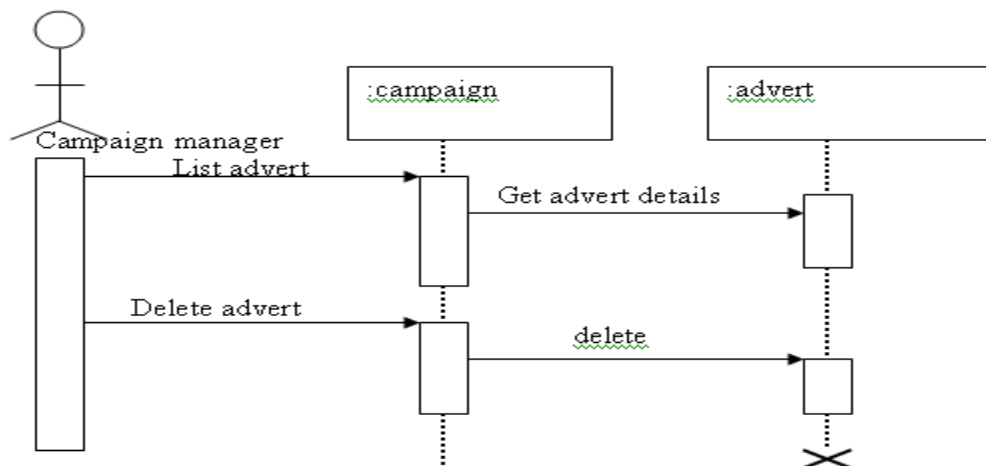 :campaign
:advert
Campaign manager
List advert
Get advert details
Delete advert
delete